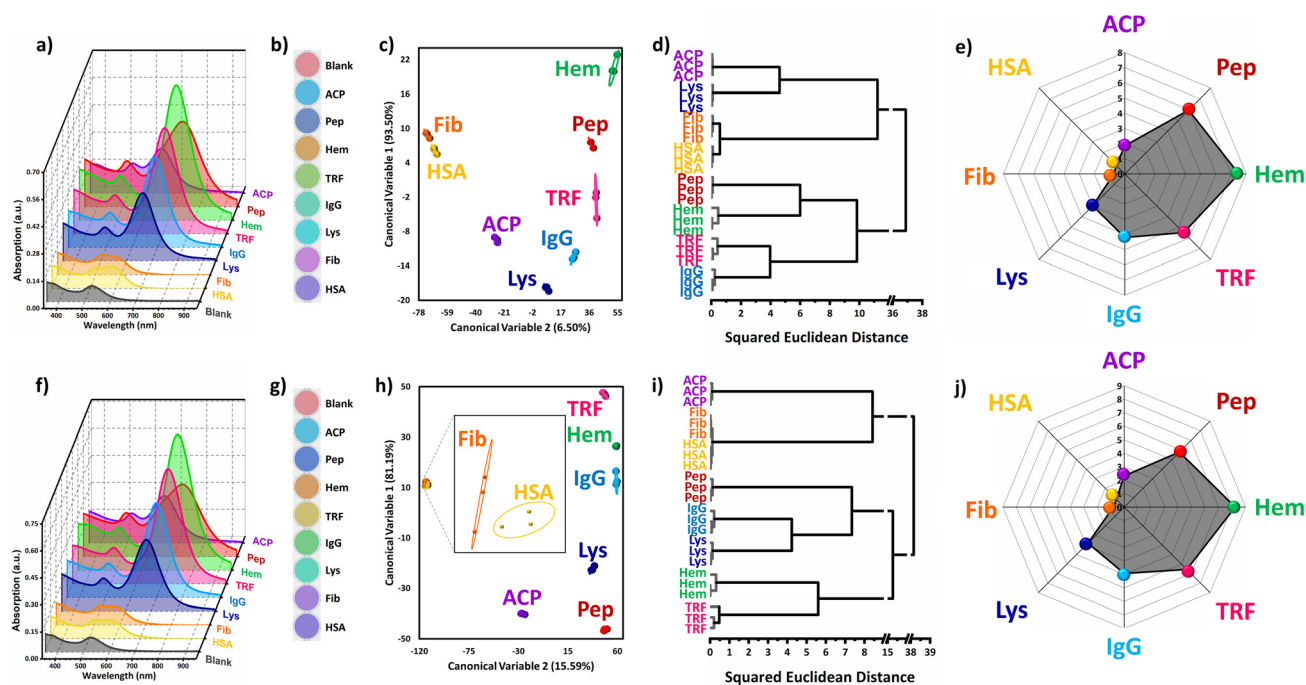 a)
Absorption (a.u.)
0.70
0.56
0.42
0.28
0.14
0.00
400 500 600 700 800 900
Wavelength (nm)
ACP
Pep
Hem
TRF
IgG
Lys
Fib
HSA
Blank
b)
Blank
ACP
Pep
Hem
TRF
IgG
Lys
Fib
HSA
c)
Canonical Variable 1 (93.50%)
22
16
10
4
-2
-8
-14
-20
-78 -59 -40 -21 -2 17 36 55
Canonical Variable 2 (6.50%)
Hem
Fib
HSA
Pep
TRF
ACP
IgG
Lys
d)
ACP
ACP
ACP
Lys
Lys
Lys
Fib
Fib
Fib
HSA
HSA
HSA
Pep
Pep
Pep
Hem
Hem
Hem
TRF
TRF
TRF
IgG
IgG
IgG
0 2 4 6 8 10 36 38
Squared Euclidean Distance
e)
ACP
HSA
Pep
Fib
Hem
Lys
TRF
IgG
8
7
6
5
4
3
2
1
0
f)
Absorption (a.u.)
0.75
0.60
0.45
0.30
0.15
0.00
400 500 600 700 800 900
Wavelength (nm)
ACP
Pep
Hem
TRF
IgG
Lys
Fib
HSA
Blank
g)
Blank
ACP
Pep
Hem
TRF
IgG
Lys
Fib
HSA
h)
Canonical Variable 1 (81.19%)
50
30
10
-10
-30
-50
-120 -75 -30 15 60
Canonical Variable 2 (15.59%)
TRF
Fib
Hem
HSA
IgG
Lys
ACP
Pep
i)
ACP
ACP
ACP
Fib
Fib
Fib
HSA
HSA
HSA
Pep
Pep
Pep
IgG
IgG
IgG
Lys
Lys
Lys
Hem
Hem
Hem
TRF
TRF
TRF
0 1 2 3 4 5 6 7 8 9 15 38 39
Squared Euclidean Distance
j)
ACP
HSA
Pep
Fib
Hem
Lys
TRF
IgG
9
8
7
6
5
4
3
2
1
0